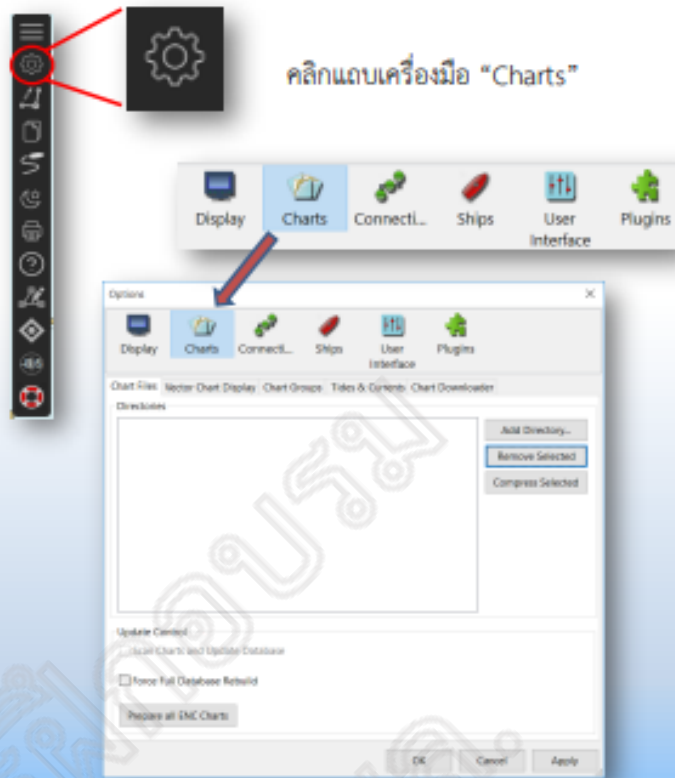 คลิกแถบเครื่องมือ "Charts"
Display Charts Connecti... Ships User Interface Plugins
Options
Display Charts Connecti... Ships User Interface Plugins
Chart Files Vector Chart Display Chart Groups Tides & Currents Chart Downloader
Directories
Add Directory...
Remove Selected
Compress Selected
Update Control
Scan Charts and Update Database
Force Full Database Rebuild
Prepare all ENC Charts
OK Cancel Apply